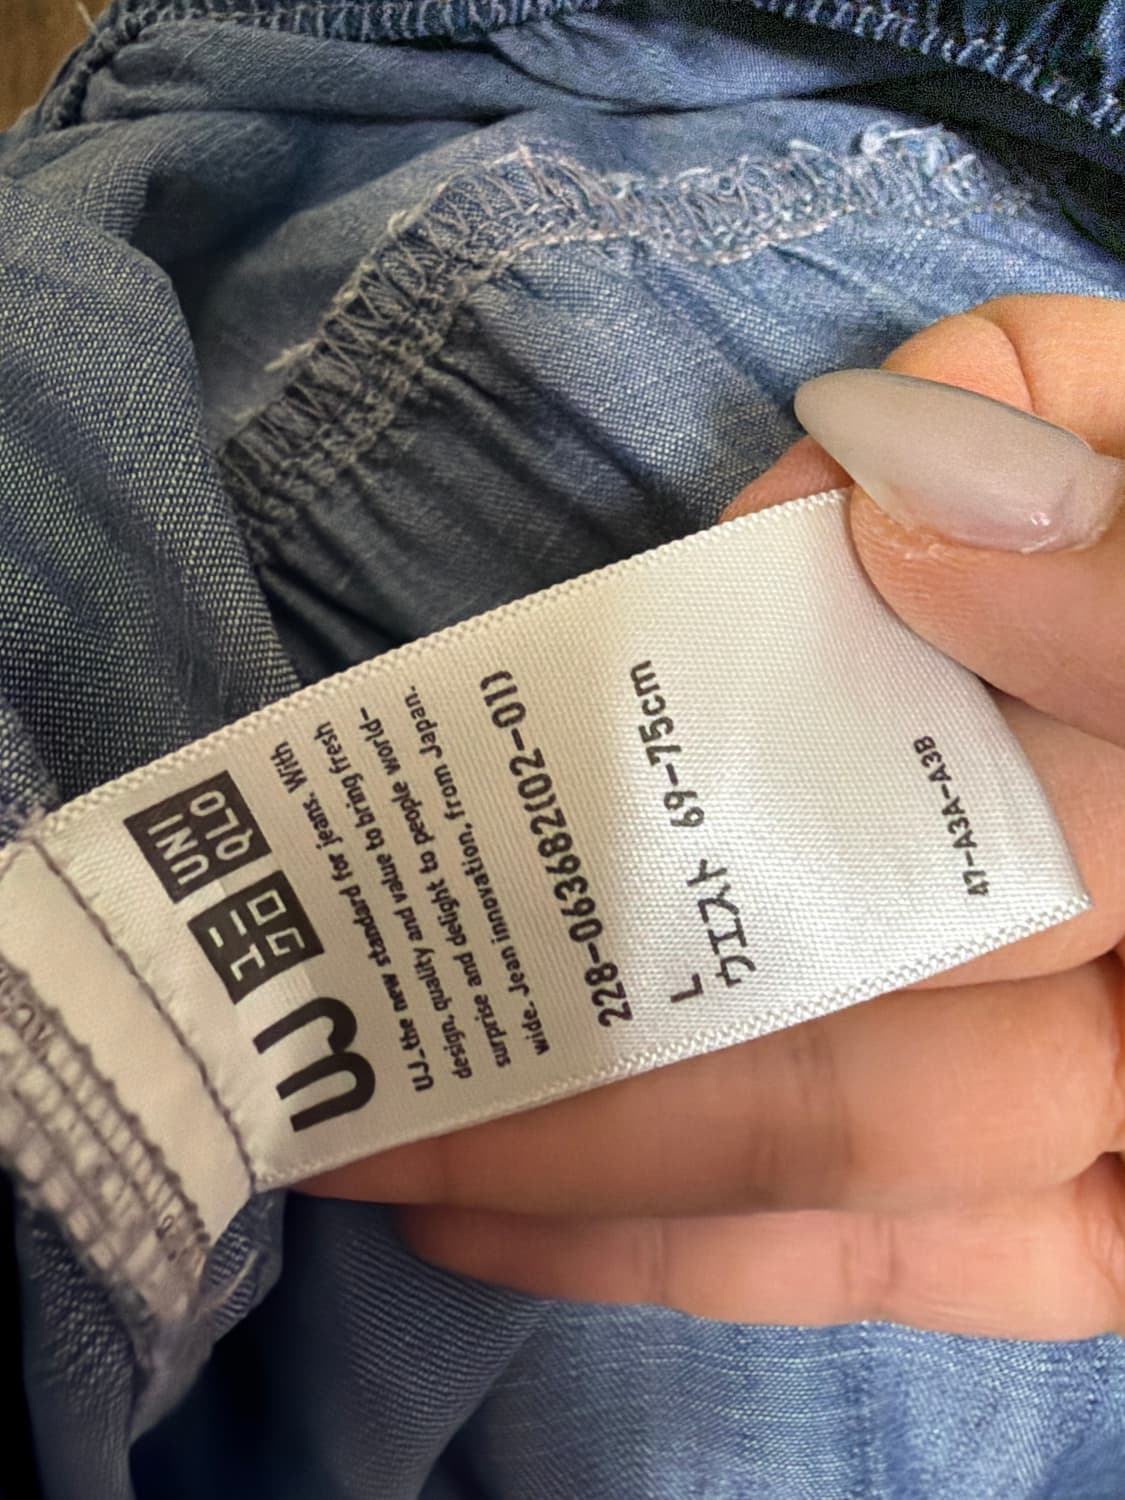 UJ
ユニ
クロ
UNI
QLO
UJ-the new standard for jeans. With
design, quality and value to bring fresh
surprise and delight to people world-
wide. Jean innovation, from Japan.
228-063682(02-01)
L
ウエスト 69-75cm
47-A3A-A3B